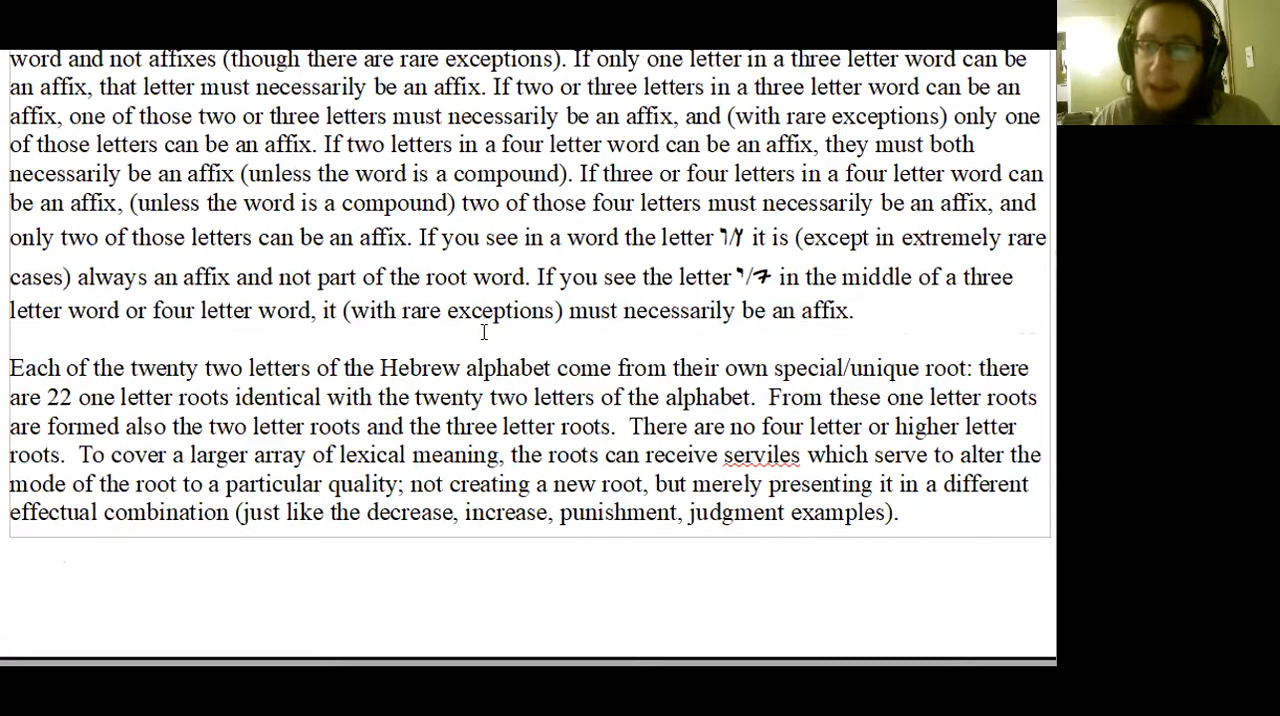 word and not affixes (though there are rare exceptions). If only one letter in a three letter word can be
an affix, that letter must necessarily be an affix. If two or three letters in a three letter word can be an
affix, one of those two or three letters must necessarily be an affix, and (with rare exceptions) only one
of those letters can be an affix. If two letters in a four letter word can be an affix, they must both
necessarily be an affix (unless the word is a compound). If three or four letters in a four letter word can
be an affix, (unless the word is a compound) two of those four letters must necessarily be an affix, and
only two of those letters can be an affix. If you see in a word the letter it is (except in extremely rare
cases) always an affix and not part of the root word. If you see the letter in the middle of a three
letter word or four letter word, it (with rare exceptions) must necessarily be an affix.
Each of the twenty two letters of the Hebrew alphabet come from their own special/unique root: there
are 22 one letter roots identical with the twenty two letters of the alphabet.  From these one letter roots
are formed also the two letter roots and the three letter roots.  There are no four letter or higher letter
roots.  To cover a larger array of lexical meaning, the roots can receive serviles which serve to alter the
mode of the root to a particular quality; not creating a new root, but merely presenting it in a different
effectual combination (just like the decrease, increase, punishment, judgment examples).